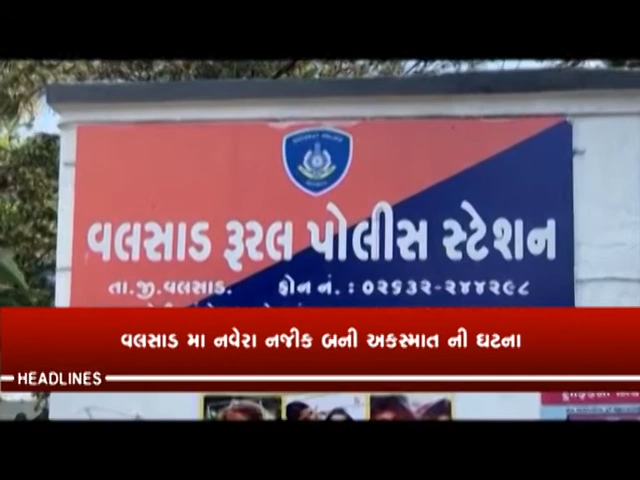 વલસાડ રૂરલ પોલીસ સ્ટેશન
તા.જી.વલસાડ. ફોન નં. : ૦૨૬૩૨-૨૪૪૨૯૮
વલસાડ મા નવેરા નજીક બની અકસ્માત ની ઘટના
HEADLINES